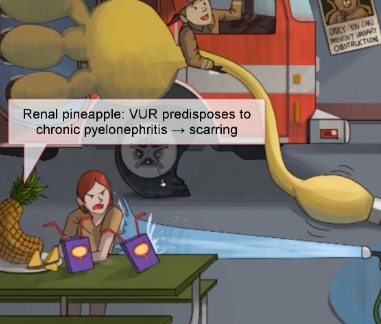 ONLY YOU CAN
PREVENT URINARY
OBSTRUCTION
Renal pineapple: VUR predisposes to
chronic pyelonephritis → scarring